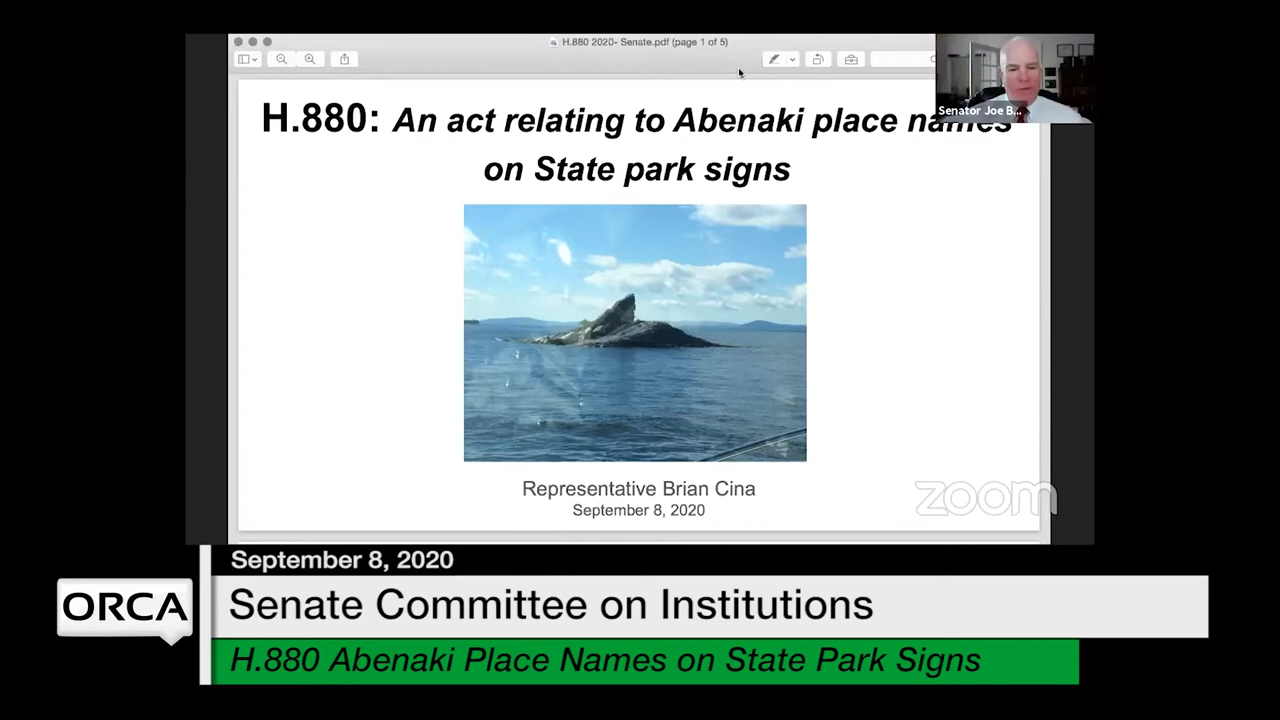 H.880 2020- Senate.pdf (page 1 of 5)
Senator Joe B...
H.880: An act relating to Abenaki place names
on State park signs
Representative Brian Cina
September 8, 2020
zoom
September 8, 2020
ORCA
Senate Committee on Institutions
H.880 Abenaki Place Names on State Park Signs